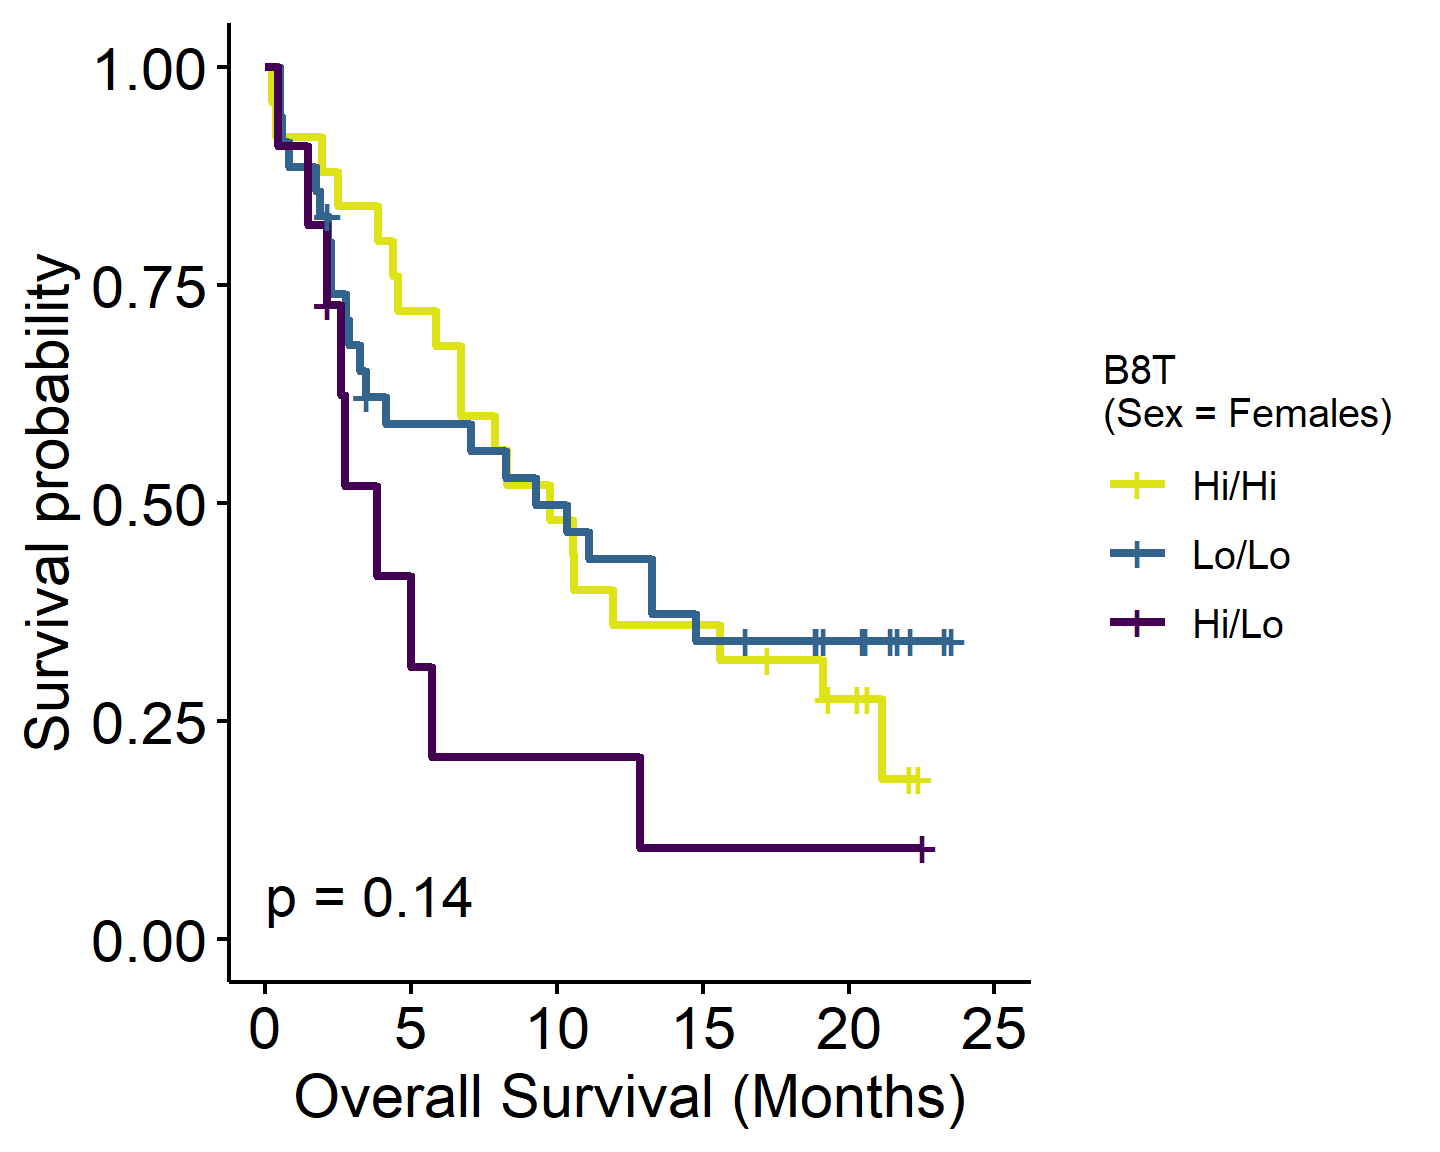 Survival probability
1.00
0.75
0.50
0.25
0.00
p = 0.14
0 5 10 15 20 25
Overall Survival (Months)
B8T
(Sex = Females)
Hi/Hi
Lo/Lo
Hi/Lo